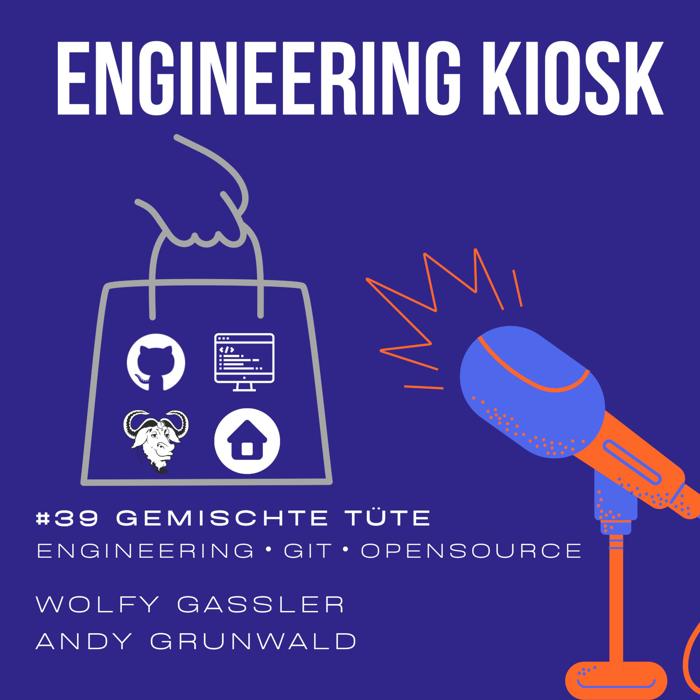 ENGINEERING KIOSK
</>
#39 GEMISCHTE TÜTE
ENGINEERING • GIT • OPENSOURCE
WOLFY GASSLER
ANDY GRUNWALD